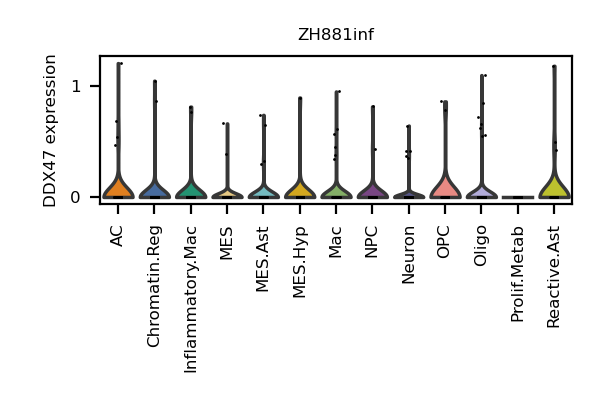 ZH881inf
DDX47 expression
1
0
AC
Chromatin.Reg
Inflammatory.Mac
MES
MES.Ast
MES.Hyp
Mac
NPC
Neuron
OPC
Oligo
Prolif.Metab
Reactive.Ast